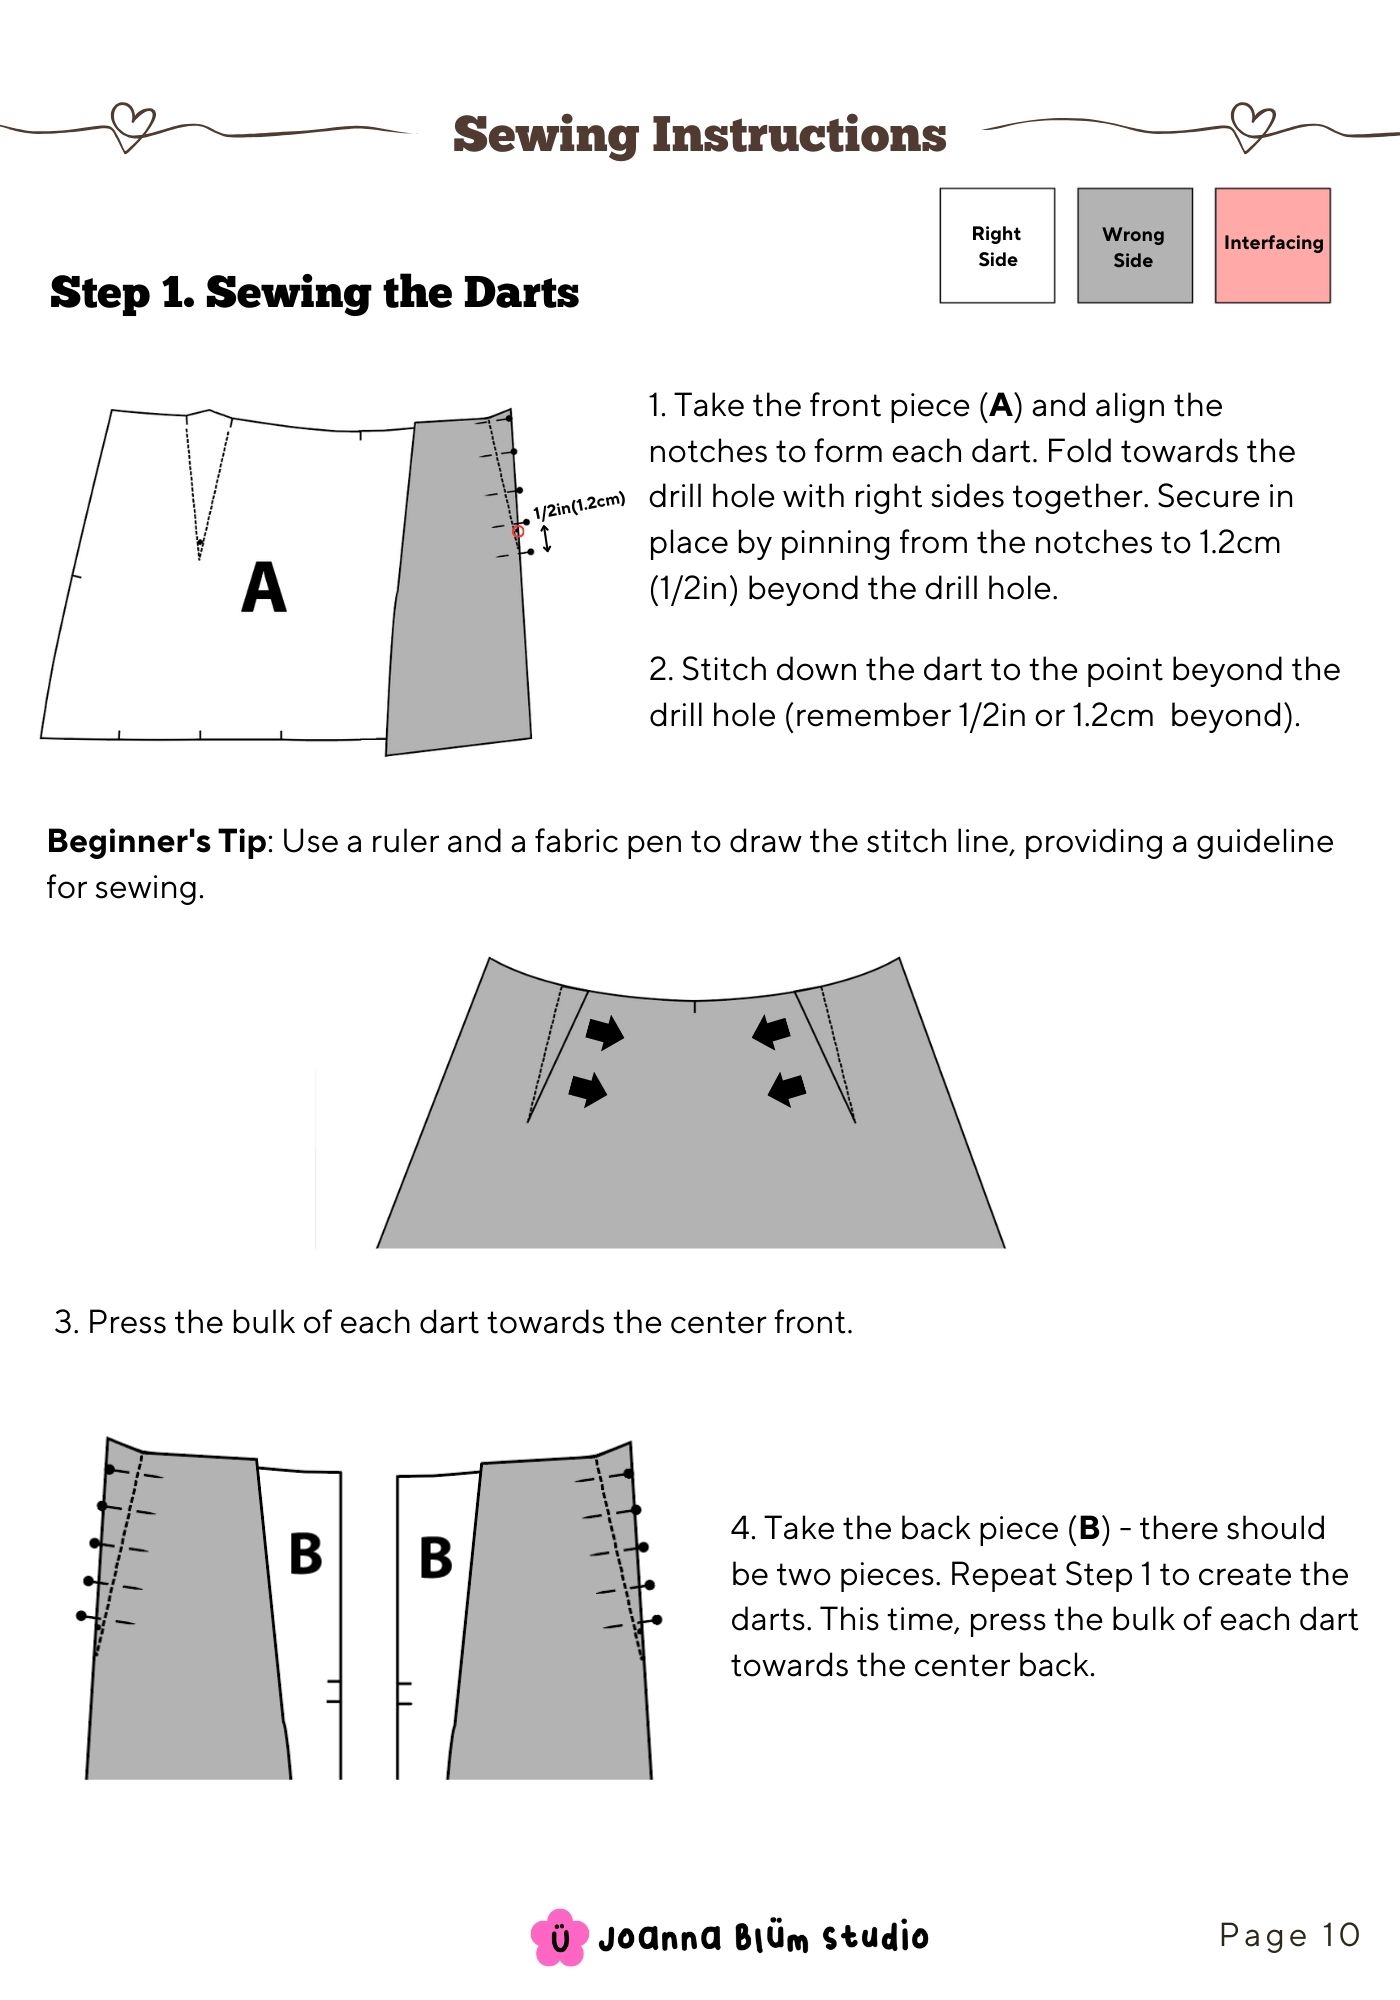 Sewing Instructions
Right
Side
Wrong
Side
Interfacing
Step 1. Sewing the Darts
1/2in(1.2cm)
A
1. Take the front piece (A) and align the
notches to form each dart. Fold towards the
drill hole with right sides together. Secure in
place by pinning from the notches to 1.2cm
(1/2in) beyond the drill hole.
2. Stitch down the dart to the point beyond the
drill hole (remember 1/2in or 1.2cm  beyond).
Beginner's Tip: Use a ruler and a fabric pen to draw the stitch line, providing a guideline
for sewing.
3. Press the bulk of each dart towards the center front.
B
B
4. Take the back piece (B) - there should
be two pieces. Repeat Step 1 to create the
darts. This time, press the bulk of each dart
towards the center back.
Ü Joanna Blüm Studio
Page 10